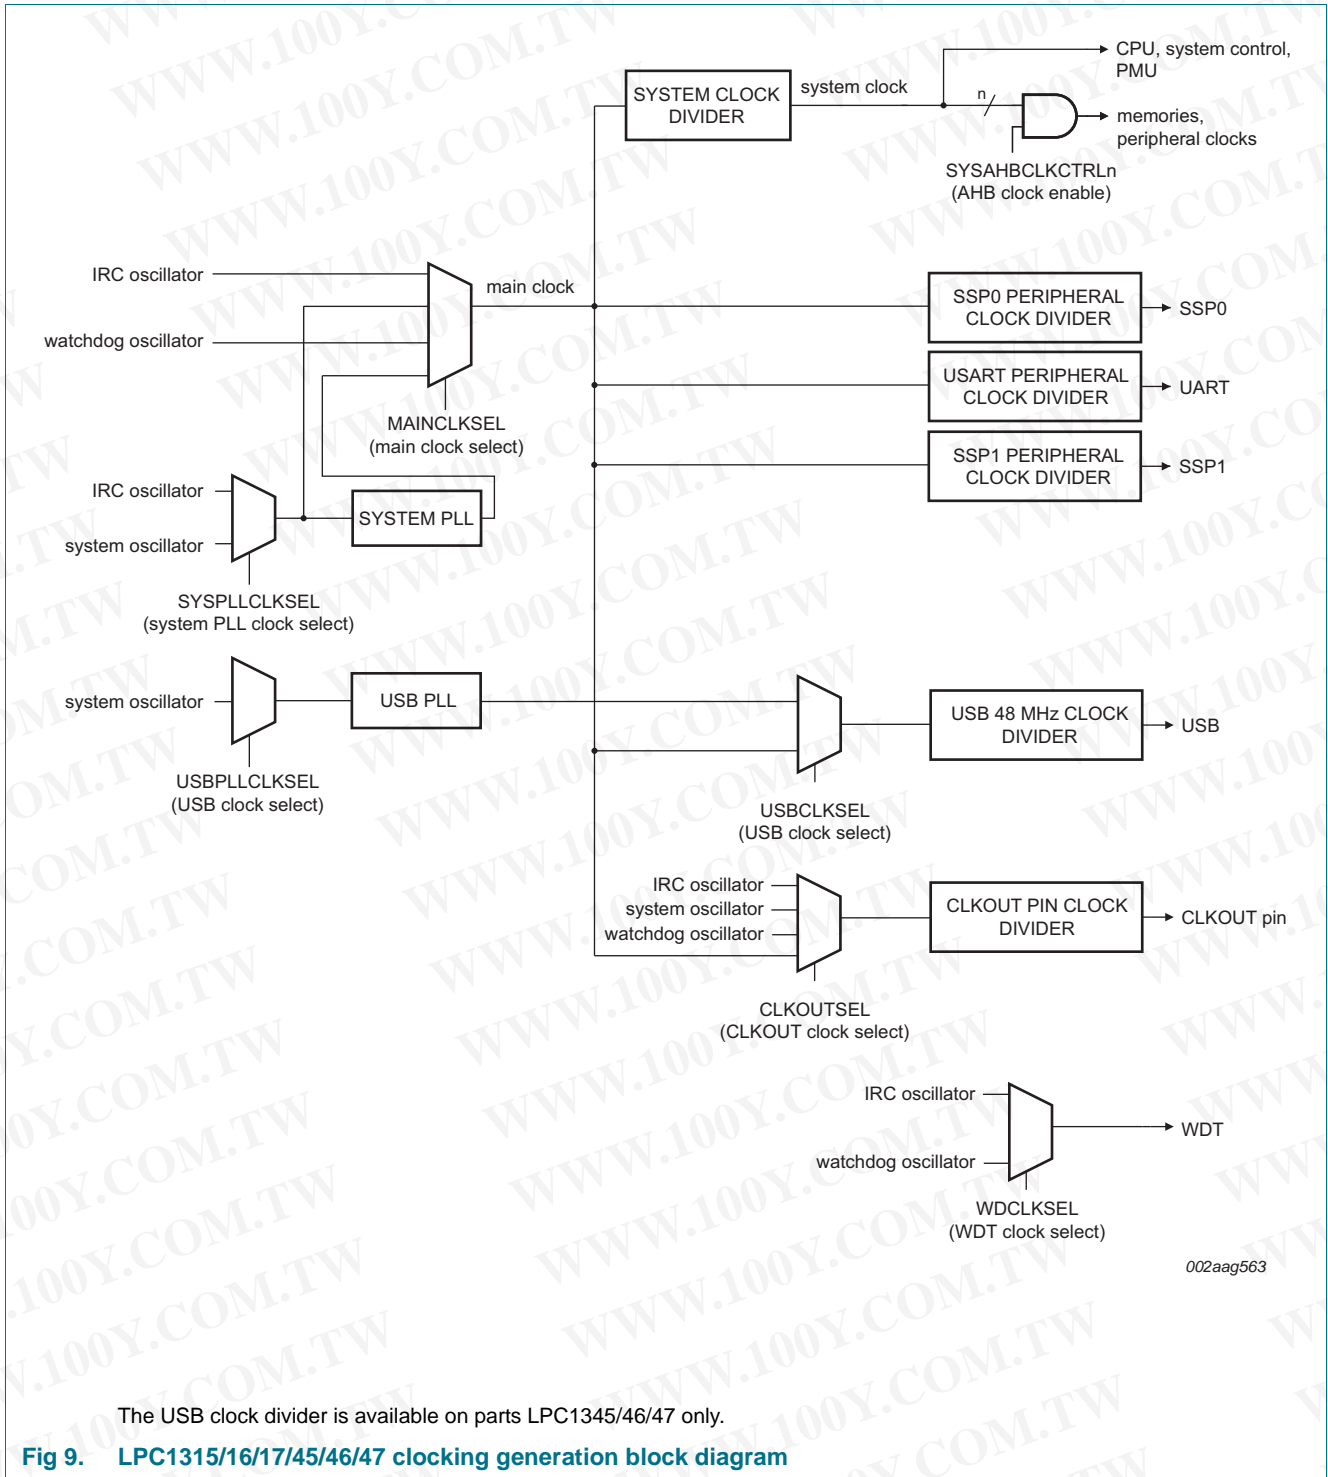 CPU, system control,
PMU
SYSTEM CLOCK
DIVIDER
system clock
n
memories,
peripheral clocks
SYSAHBCLKCTRLn
(AHB clock enable)
IRC oscillator
main clock
watchdog oscillator
SSP0 PERIPHERAL
CLOCK DIVIDER
SSP0
USART PERIPHERAL
CLOCK DIVIDER
UART
MAINCLKSEL
(main clock select)
SSP1 PERIPHERAL
CLOCK DIVIDER
SSP1
IRC oscillator
SYSTEM PLL
system oscillator
SYSPLLCLKSEL
(system PLL clock select)
system oscillator
USB PLL
USB 48 MHz CLOCK
DIVIDER
USB
USBPLLCLKSEL
(USB clock select)
USBCLKSEL
(USB clock select)
IRC oscillator
system oscillator
watchdog oscillator
CLKOUT PIN CLOCK
DIVIDER
CLKOUT pin
CLKOUTSEL
(CLKOUT clock select)
IRC oscillator
WDT
watchdog oscillator
WDCLKSEL
(WDT clock select)
002aag563
The USB clock divider is available on parts LPC1345/46/47 only.
Fig 9. LPC1315/16/17/45/46/47 clocking generation block diagram
WWW.100Y.COM.TW